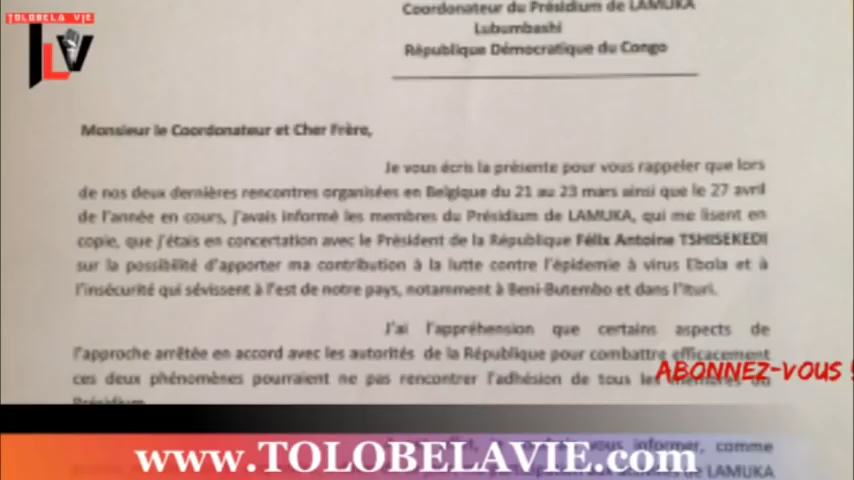 TOLOBELA VIE
LV
Coordonateur du Présidium de LAMUKA
Lubumbashi
République Démocratique du Congo
Monsieur le Coordonateur et Cher Frère,
Je vous écris la présente pour vous rappeler que lors
de nos deux dernières rencontres organisées en Belgique du 21 au 23 mars ainsi que le 27 avril
de l'année en cours, j'avais informé les membres du Présidium de LAMUKA, qui me lisent en
copie, que j'étais en concertation avec le Président de la République Félix Antoine TSHISEKEDI
sur la possibilité d'apporter ma contribution à la lutte contre l'épidémie à virus Ebola et à
l'insécurité qui sévissent à l'est de notre pays, notamment à Beni-Butembo et dans l'Ituri.
J'ai l'appréhension que certains aspects de
l'approche arrêtée en accord avec les autorités de la République pour combattre efficacement
ces deux phénomènes pourraient ne pas rencontrer l'adhésion de tous les membres du
ABONNEZ-VOUS !
Présidium
vous informer, comme
LAMUKA
www.TOLOBELAVIE.com